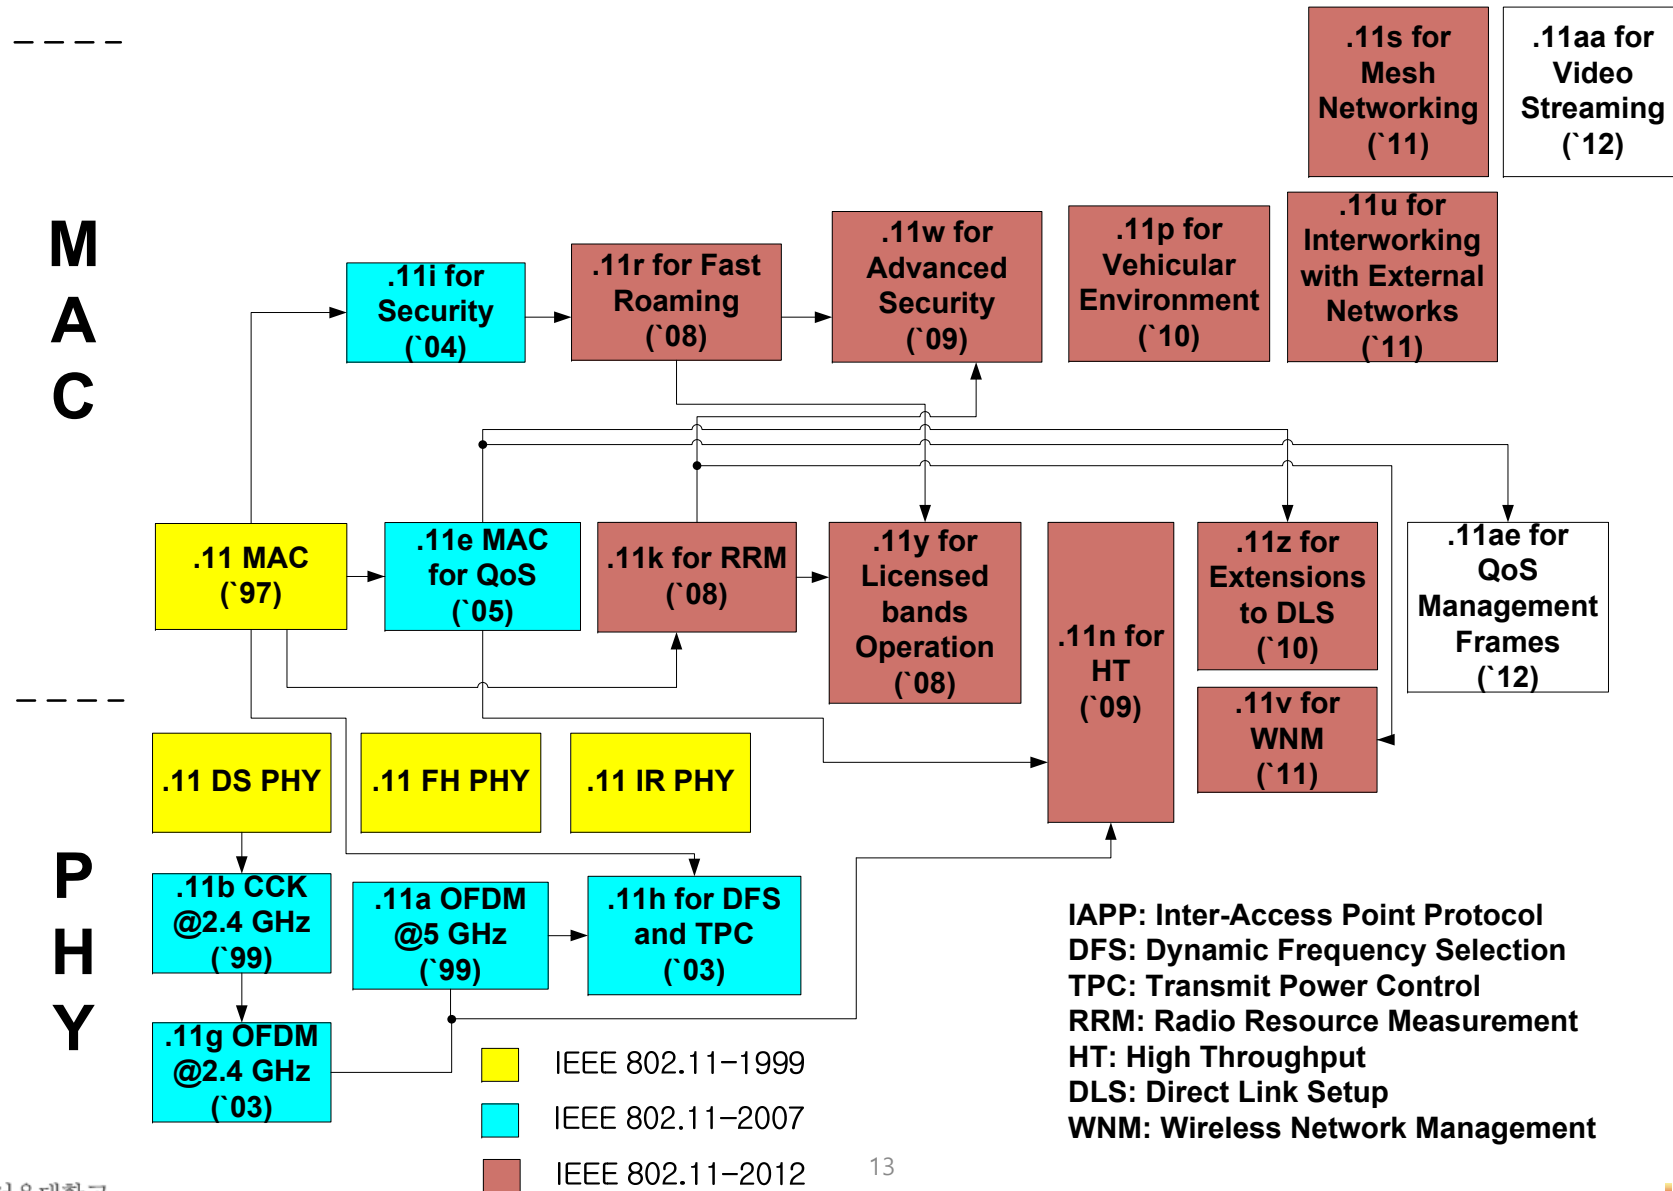 .11s for
Mesh
Networking
(`11)
.11aa for
Video
Streaming
(`12)
M
A
C
.11i for
Security
(`04)
.11r for Fast
Roaming
(`08)
.11w for
Advanced
Security
(`09)
.11p for
Vehicular
Environment
(`10)
.11u for
Interworking
with External
Networks
(`11)
.11 MAC
(`97)
.11e MAC
for QoS
(`05)
.11k for RRM
(`08)
.11y for
Licensed
bands
Operation
(`08)
.11n for
HT
(`09)
.11z for
Extensions
to DLS
(`10)
.11ae for
QoS
Management
Frames
(`12)
.11v for
WNM
(`11)
P
H
Y
.11 DS PHY
.11 FH PHY
.11 IR PHY
.11b CCK
@2.4 GHz
(`99)
.11a OFDM
@5 GHz
(`99)
.11h for DFS
and TPC
(`03)
.11g OFDM
@2.4 GHz
(`03)
IEEE 802.11-1999
IEEE 802.11-2007
IEEE 802.11-2012
IAPP: Inter-Access Point Protocol
DFS: Dynamic Frequency Selection
TPC: Transmit Power Control
RRM: Radio Resource Measurement
HT: High Throughput
DLS: Direct Link Setup
WNM: Wireless Network Management
13